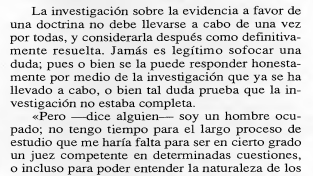 La investigación sobre la evidencia a favor de
una doctrina no debe llevarse a cabo de una vez
por todas, y considerarla después como definitiva-
mente resuelta. Jamás es legítimo sofocar una
duda; pues o bien se la puede responder honesta-
mente por medio de la investigación que ya se ha
llevado a cabo, o bien tal duda prueba que la in-
vestigación no estaba completa.
«Pero —dice alguien— soy un hombre ocu-
pado; no tengo tiempo para el largo proceso de
estudio que me haría falta para ser en cierto grado
un juez competente en determinadas cuestiones,
o incluso para poder entender la naturaleza de los